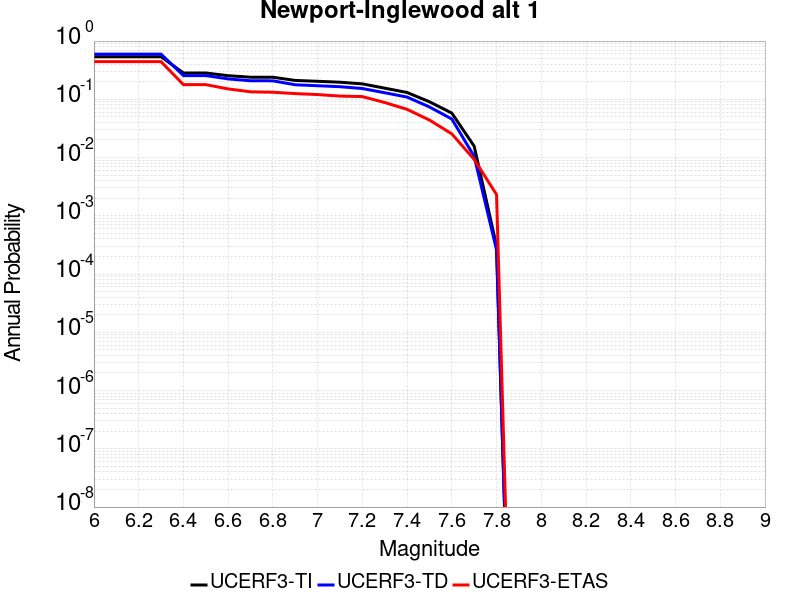 Newport-Inglewood alt 1
10^0
10^-1
10^-2
10^-3
10^-4
10^-5
10^-6
10^-7
10^-8
Annual Probability
6 6.2 6.4 6.6 6.8 7 7.2 7.4 7.6 7.8 8 8.2 8.4 8.6 8.8 9
Magnitude
UCERF3-TI UCERF3-TD UCERF3-ETAS